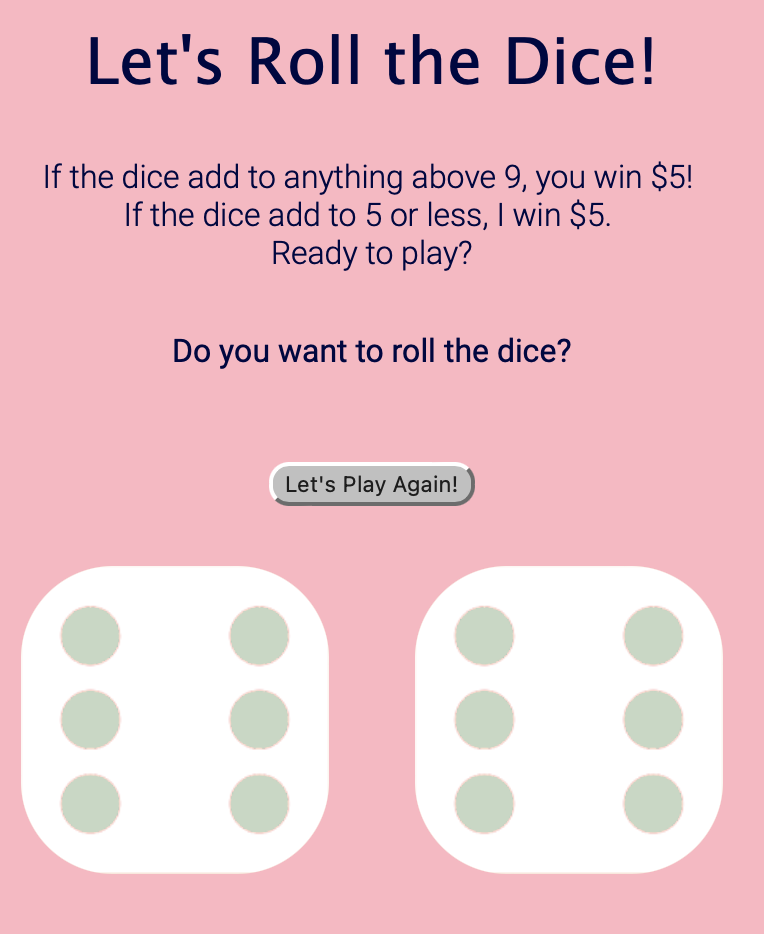 Let's Roll the Dice!
If the dice add to anything above 9, you win $5!
If the dice add to 5 or less, I win $5.
Ready to play?
Do you want to roll the dice?
Let's Play Again!